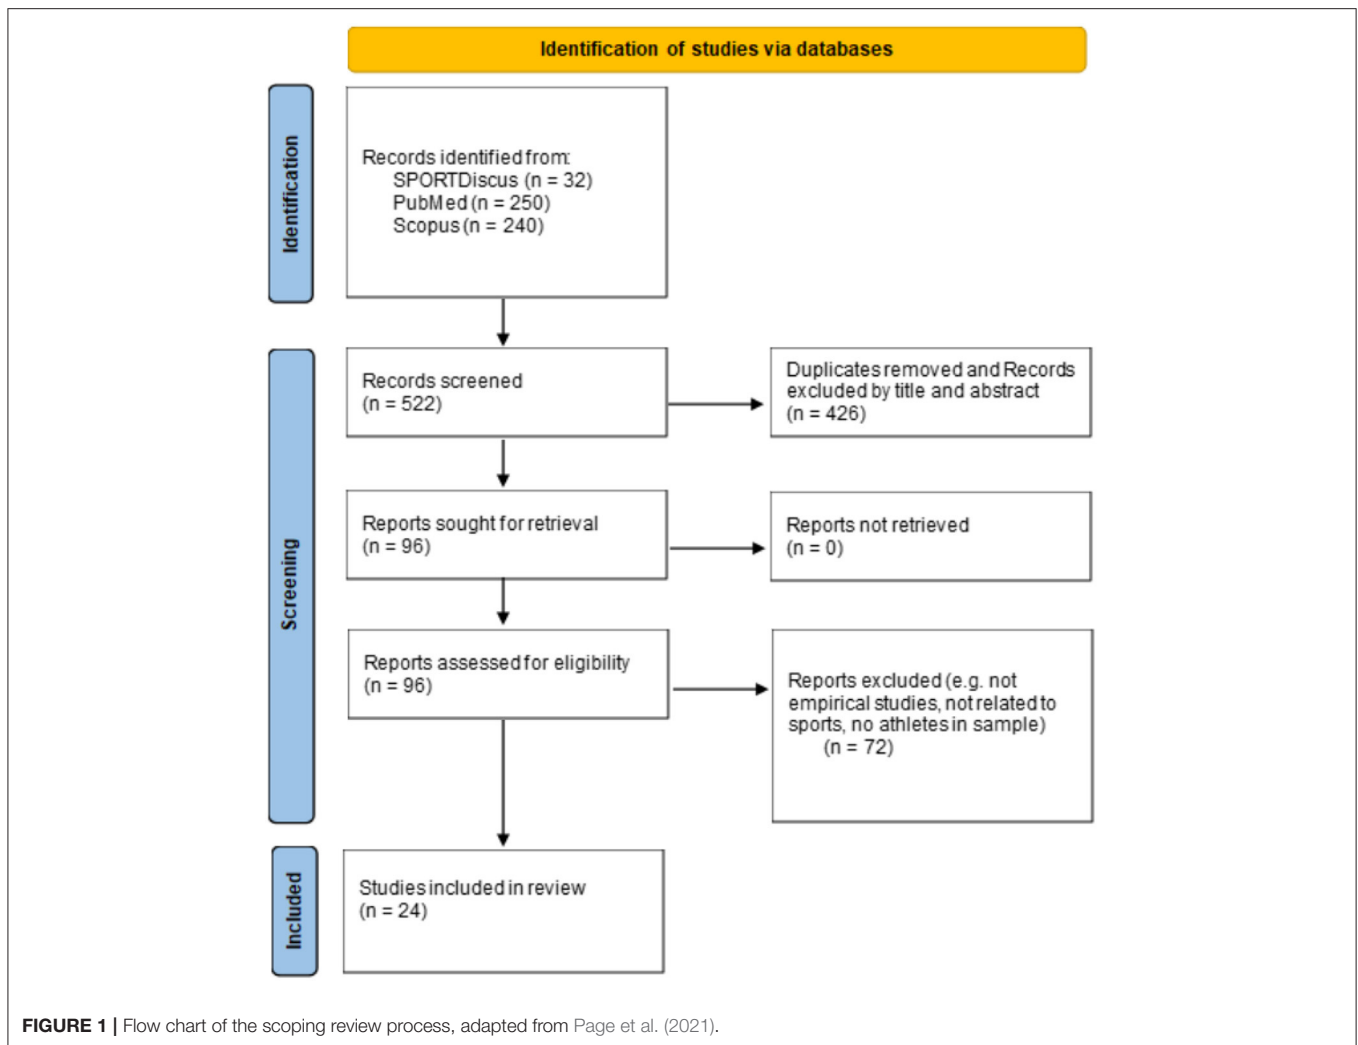 Identification of studies via databases
Identification
Records identified from:
SPORTDiscus (n = 32)
PubMed (n = 250)
Scopus (n = 240)
Screening
Records screened
(n = 522)
Duplicates removed and Records
excluded by title and abstract
(n = 426)
Reports sought for retrieval
(n = 96)
Reports not retrieved
(n = 0)
Reports assessed for eligibility
(n = 96)
Reports excluded (e.g. not
empirical studies, not related to
sports, no athletes in sample)
(n = 72)
Included
Studies included in review
(n = 24)
FIGURE 1 | Flow chart of the scoping review process, adapted from Page et al. (2021).